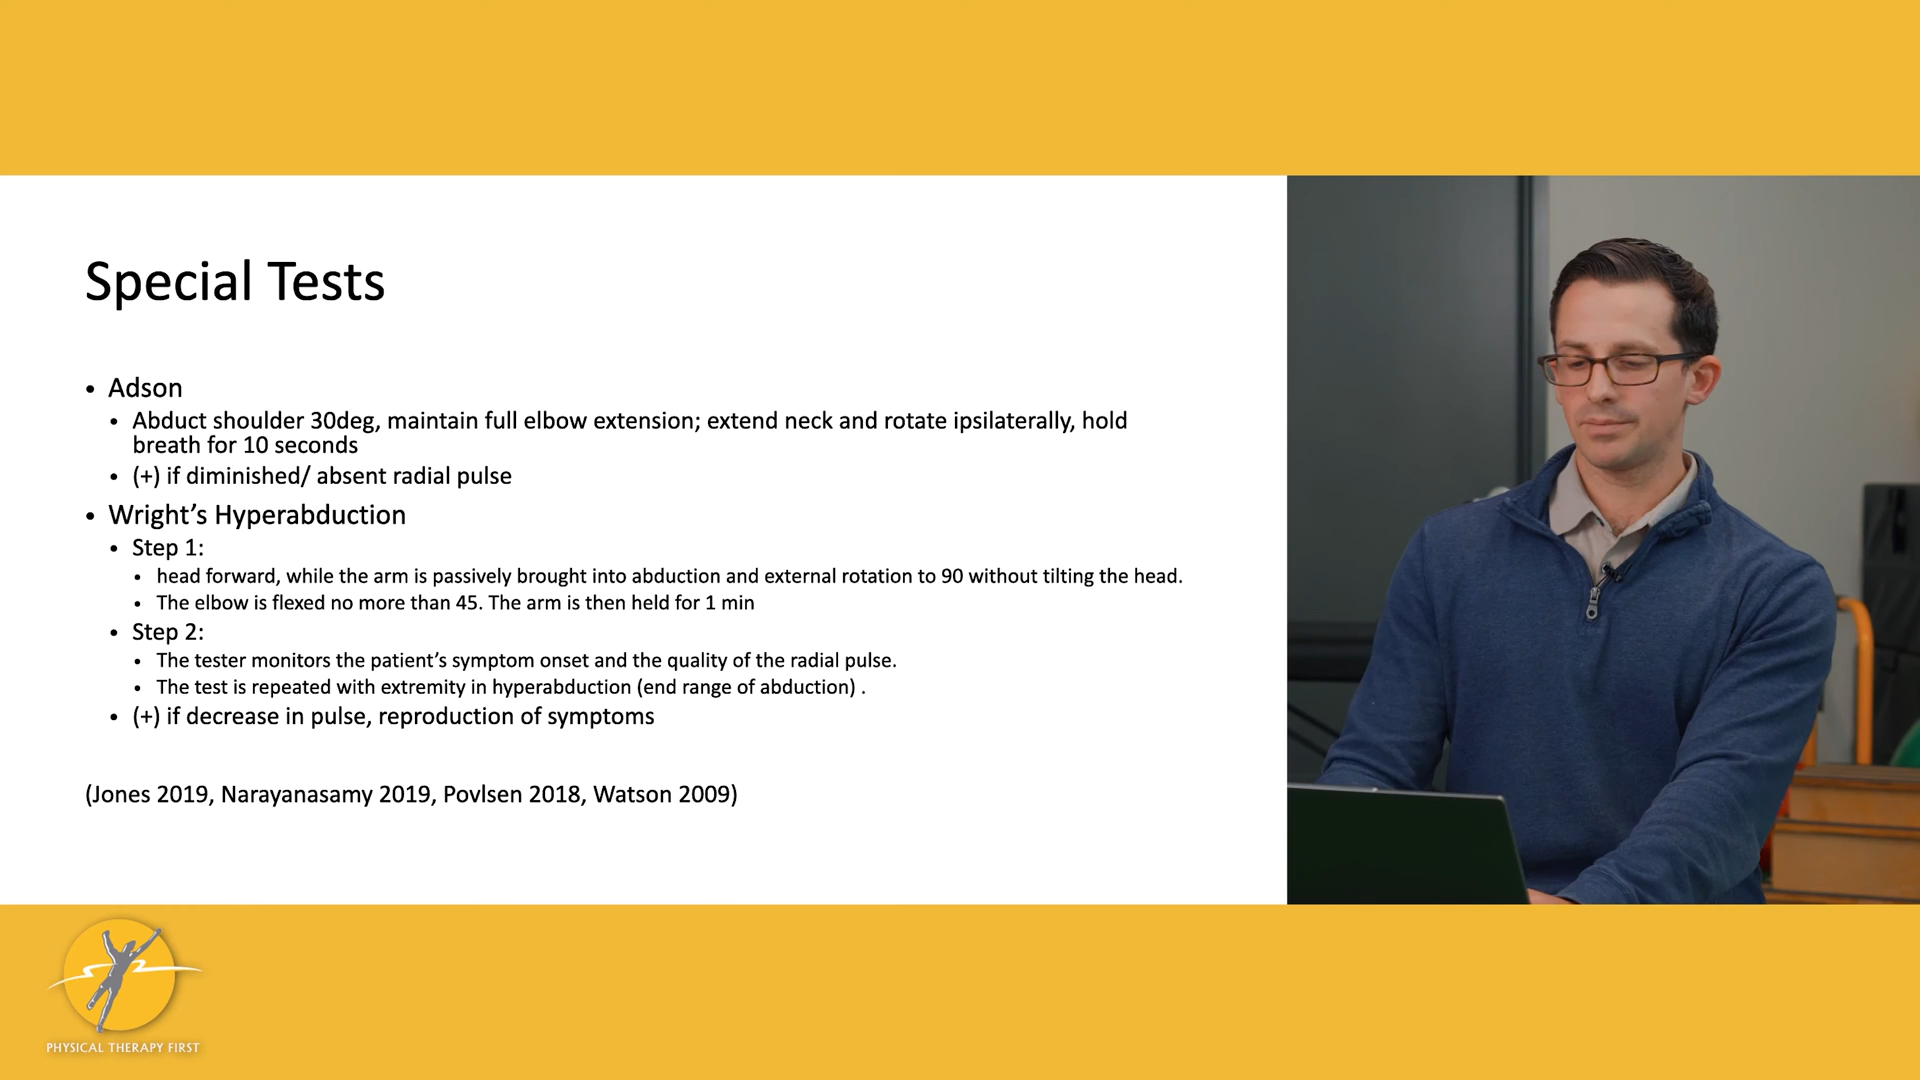 Special Tests
• Adson
• Abduct shoulder 30deg, maintain full elbow extension; extend neck and rotate ipsilaterally, hold
breath for 10 seconds
• (+) if diminished/ absent radial pulse
• Wright’s Hyperabduction
• Step 1:
• head forward, while the arm is passively brought into abduction and external rotation to 90 without tilting the head.
• The elbow is flexed no more than 45. The arm is then held for 1 min
• Step 2:
• The tester monitors the patient’s symptom onset and the quality of the radial pulse.
• The test is repeated with extremity in hyperabduction (end range of abduction) .
• (+) if decrease in pulse, reproduction of symptoms
(Jones 2019, Narayanasamy 2019, Povlsen 2018, Watson 2009)
PHYSICAL THERAPY FIRST